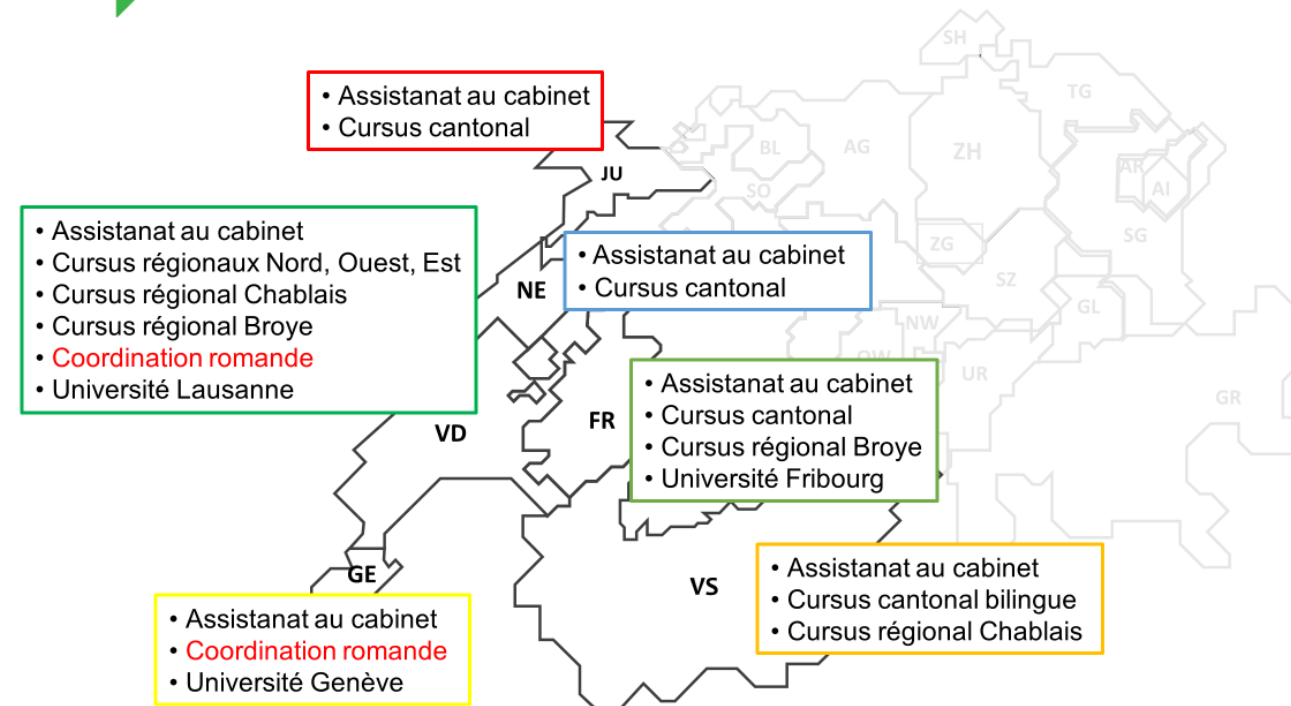 SH
TG
• Assistanat au cabinet
• Cursus cantonal
BL
AG
ZH
AR
AI
JU
SO
• Assistanat au cabinet
• Cursus régionaux Nord, Ouest, Est
• Cursus régional Chablais
• Cursus régional Broye
• Coordination romande
• Université Lausanne
ZG
SG
• Assistanat au cabinet
• Cursus cantonal
NE
SZ
GL
NW
OW
UR
GR
• Assistanat au cabinet
• Cursus cantonal
• Cursus régional Broye
• Université Fribourg
FR
VD
GE
VS
• Assistanat au cabinet
• Cursus cantonal bilingue
• Cursus régional Chablais
• Assistanat au cabinet
• Coordination romande
• Université Genève